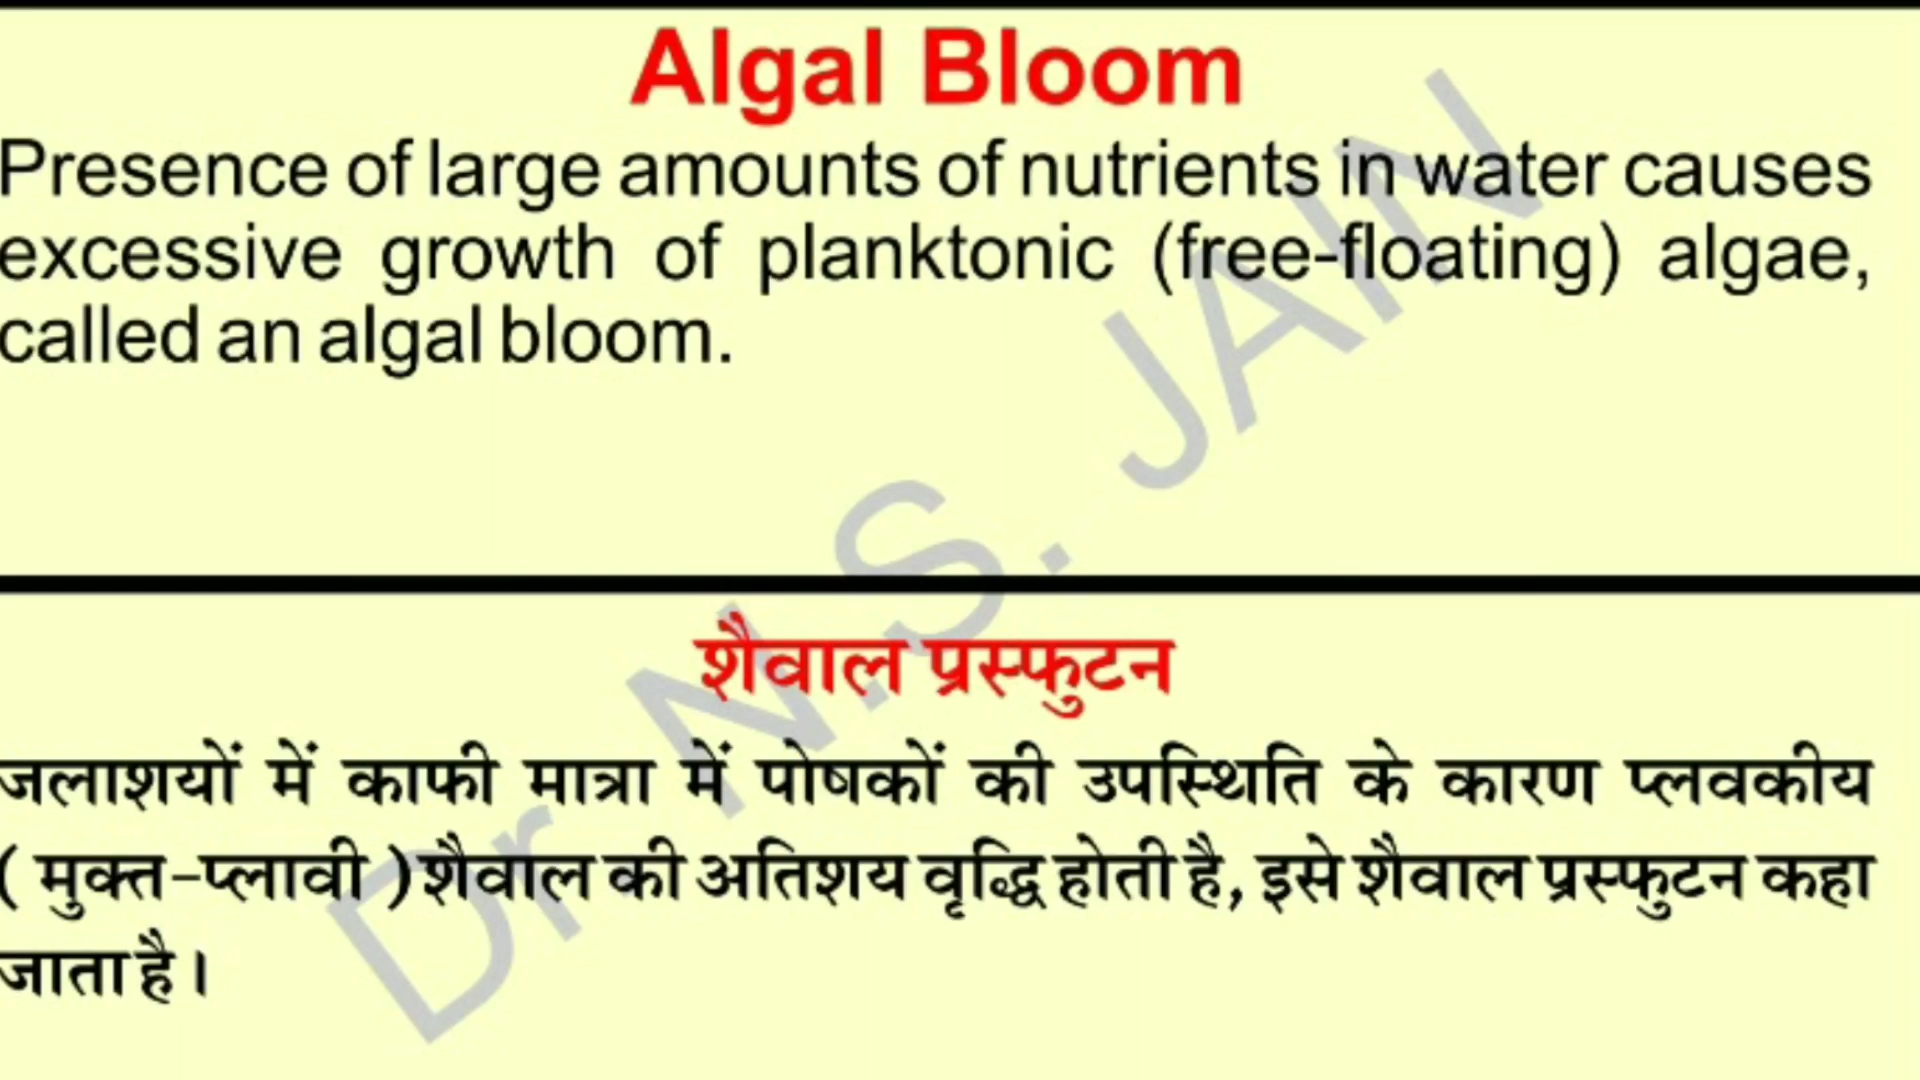 Algal Bloom
Presence of large amounts of nutrients in water causes
excessive growth of planktonic (free-floating) algae,
called an algal bloom.
शैवाल प्रस्फुटन
जलाशयों में काफी मात्रा में पोषकों की उपस्थिति के कारण प्लवकीय
( मुक्त-प्लावी ) शैवाल की अतिशय वृद्धि होती है, इसे शैवाल प्रस्फुटन कहा
जाता है।
Dr N.S. JAIN